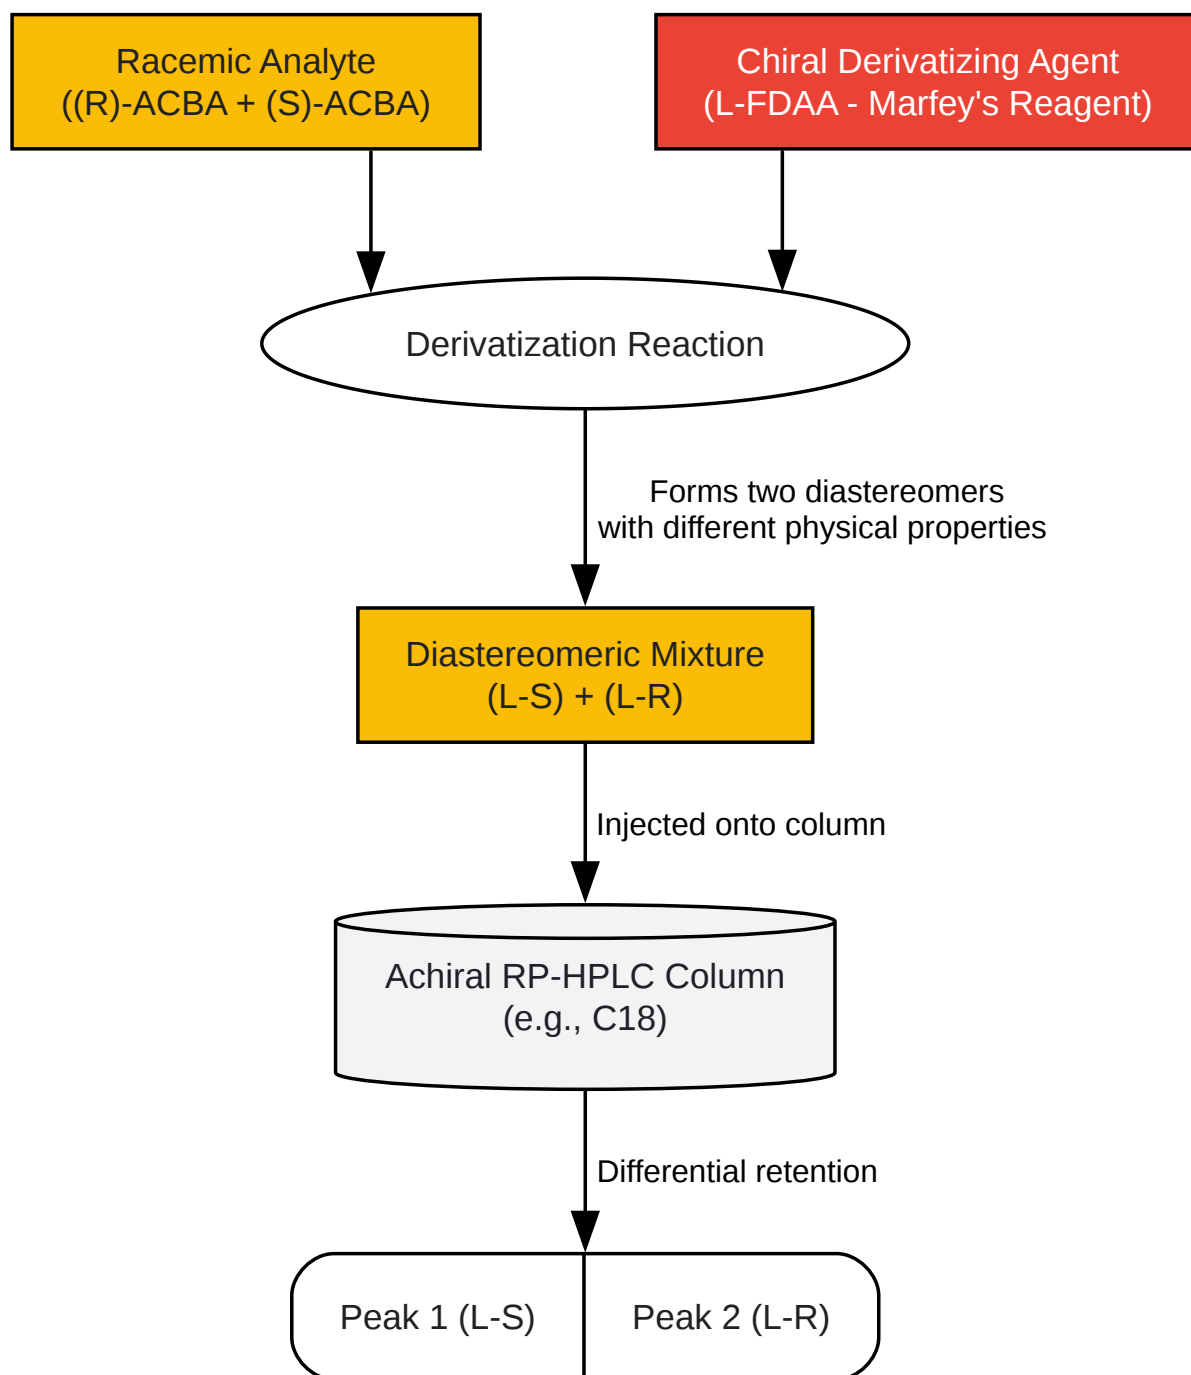 Racemic Analyte
((R)-ACBA + (S)-ACBA)
Chiral Derivatizing Agent
(L-FDAA - Marfey's Reagent)
Derivatization Reaction
Forms two diastereomers
with different physical properties
Diastereomeric Mixture
(L-S) + (L-R)
Injected onto column
Achiral RP-HPLC Column
(e.g., C18)
Differential retention
Peak 1 (L-S)
Peak 2 (L-R)